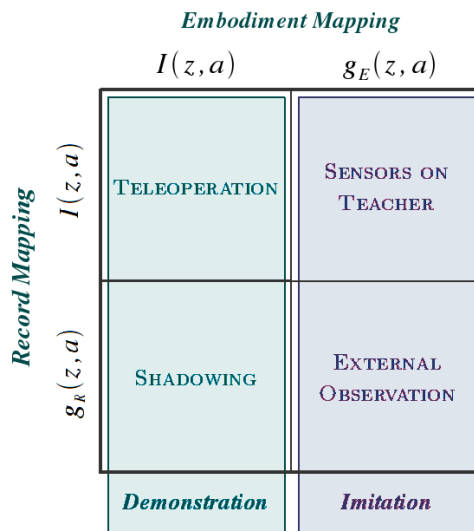 Embodiment Mapping
I(z,a)
g_E(z,a)
Record Mapping
I(z,a)
TELEOPERATION
SENSORS ON
TEACHER
g_R(z,a)
SHADOWING
EXTERNAL
OBSERVATION
Demonstration
Imitation